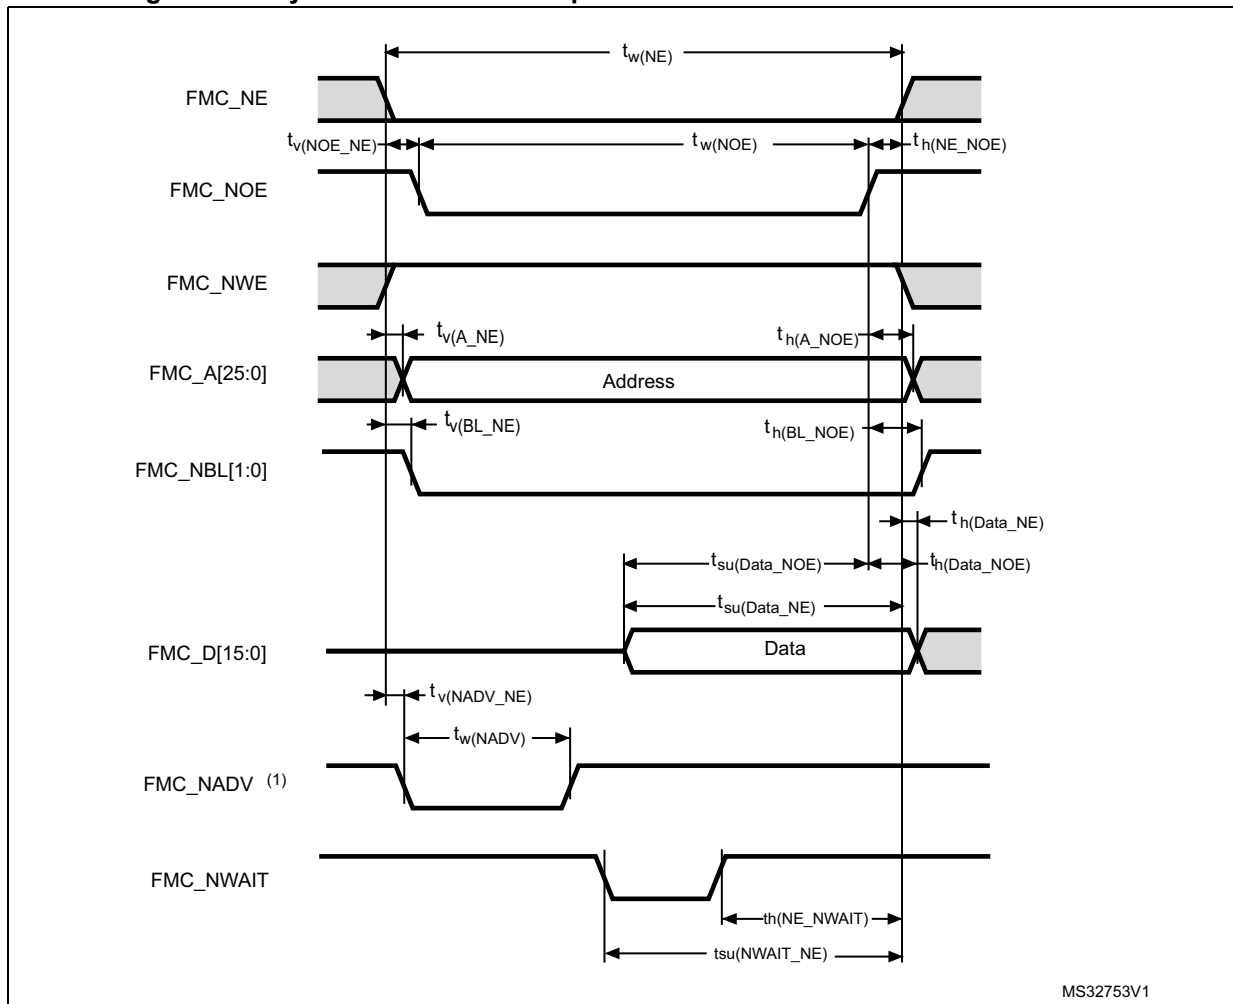 tw(NE)
FMC_NE
tv(NOE_NE)
tw(NOE)
th(NE_NOE)
FMC_NOE
FMC_NWE
tv(A_NE)
th(A_NOE)
FMC_A[25:0]
Address
tv(BL_NE)
th(BL_NOE)
FMC_NBL[1:0]
th(Data_NE)
tsu(Data_NOE)
th(Data_NOE)
tsu(Data_NE)
FMC_D[15:0]
Data
tv(NADV_NE)
tw(NADV)
FMC_NADV (1)
FMC_NWAIT
th(NE_NWAIT)
tsu(NWAIT_NE)
MS32753V1